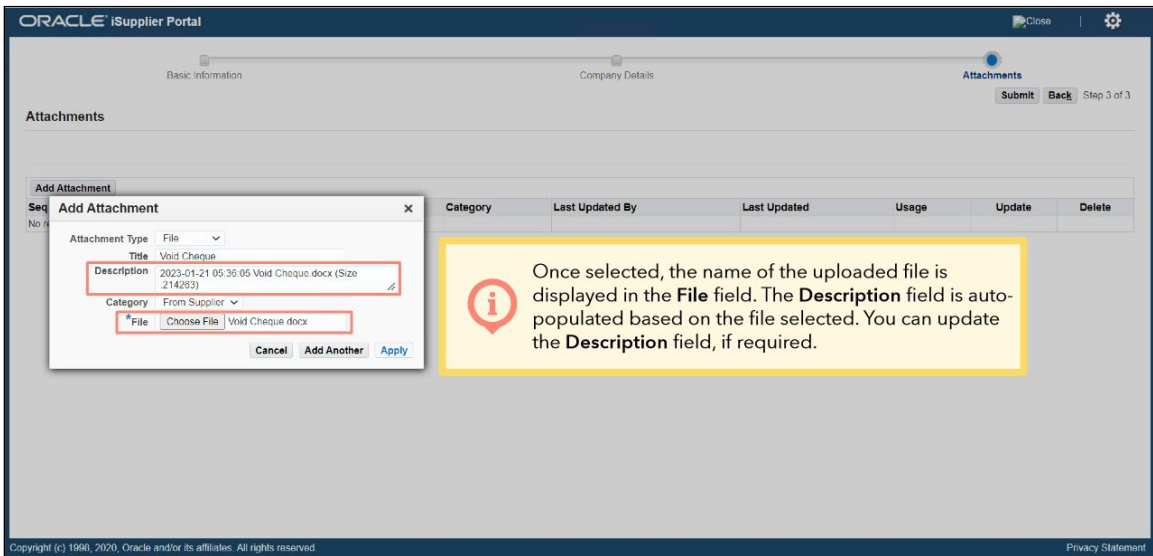 ORACLE iSupplier Portal
Close
Basic Information
Company Details
Attachments
Submit Back Step 3 of 3
Attachments
Add Attachment
Seq
Category Last Updated By Last Updated Usage Update Delete
No re
Add Attachment x
Attachment Type File
Title Void Cheque
Description 2023-01-21 05:36:05 Void Cheque.docx (Size
:214263)
Category From Supplier
*File Choose File Void Cheque.docx
Cancel Add Another Apply
Once selected, the name of the uploaded file is
displayed in the File field. The Description field is auto-
populated based on the file selected. You can update
the Description field, if required.
Copyright (c) 1998, 2020, Oracle and/or its affiliates. All rights reserved.
Privacy Statement